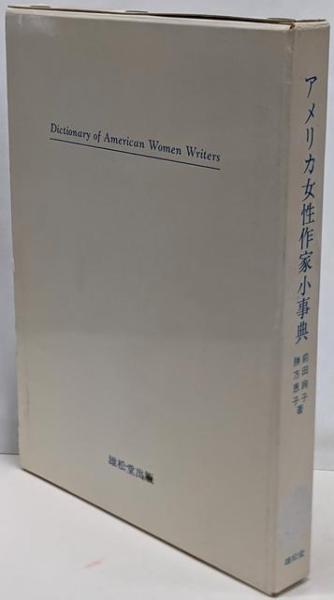 Dictionary of American Women Writers
雄松堂出版
アメリカ女性作家小事典
前田絢子
勝方恵子 著
雄松堂